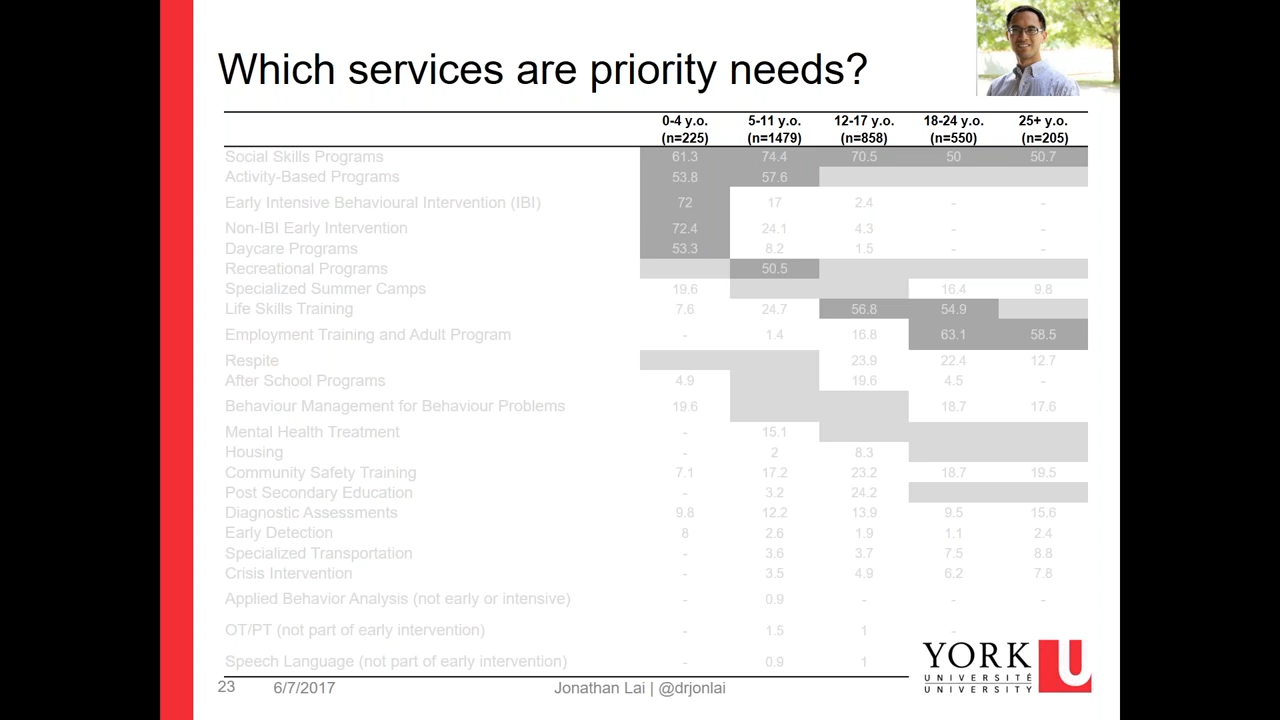 Which services are priority needs?
0-4 y.o. 5-11 y.o. 12-17 y.o. 18-24 y.o. 25+ y.o.
(n=225) (n=1479) (n=858) (n=550) (n=205)
Social Skills Programs 61.3 74.4 70.5 50 50.7
Activity-Based Programs 53.8 57.6
Early Intensive Behavioural Intervention (IBI) 72 17 2.4 - -
Non-IBI Early Intervention 72.4 24.1 4.3 - -
Daycare Programs 53.3 8.2 1.5 - -
Recreational Programs 50.5
Specialized Summer Camps 19.6 16.4 9.8
Life Skills Training 7.6 24.7 56.8 54.9
Employment Training and Adult Program - 1.4 16.8 63.1 58.5
Respite 23.9 22.4 12.7
After School Programs 4.9 19.6 4.5 -
Behaviour Management for Behaviour Problems 19.6 18.7 17.6
Mental Health Treatment - 15.1
Housing - 2 8.3
Community Safety Training 7.1 17.2 23.2 18.7 19.5
Post Secondary Education - 3.2 24.2
Diagnostic Assessments 9.8 12.2 13.9 9.5 15.6
Early Detection 8 2.6 1.9 1.1 2.4
Specialized Transportation - 3.6 3.7 7.5 8.8
Crisis Intervention - 3.5 4.9 6.2 7.8
Applied Behavior Analysis (not early or intensive) - 0.9 - - -
OT/PT (not part of early intervention) - 1.5 1 -
Speech Language (not part of early intervention) - 0.9 1
YORK U
UNIVERSITÉ
UNIVERSITY
23 6/7/2017 Jonathan Lai | @drjonlai